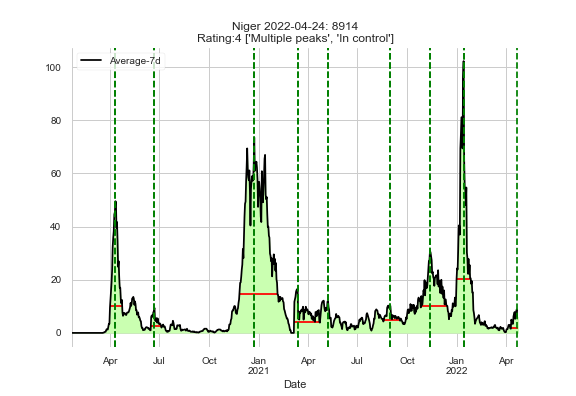 Niger 2022-04-24: 8914
Rating:4 ['Multiple peaks', 'In control']
Average-7d
100
80
60
40
20
0
Apr Jul Oct Jan Apr Jul Oct Jan Apr
2021 2022
Date